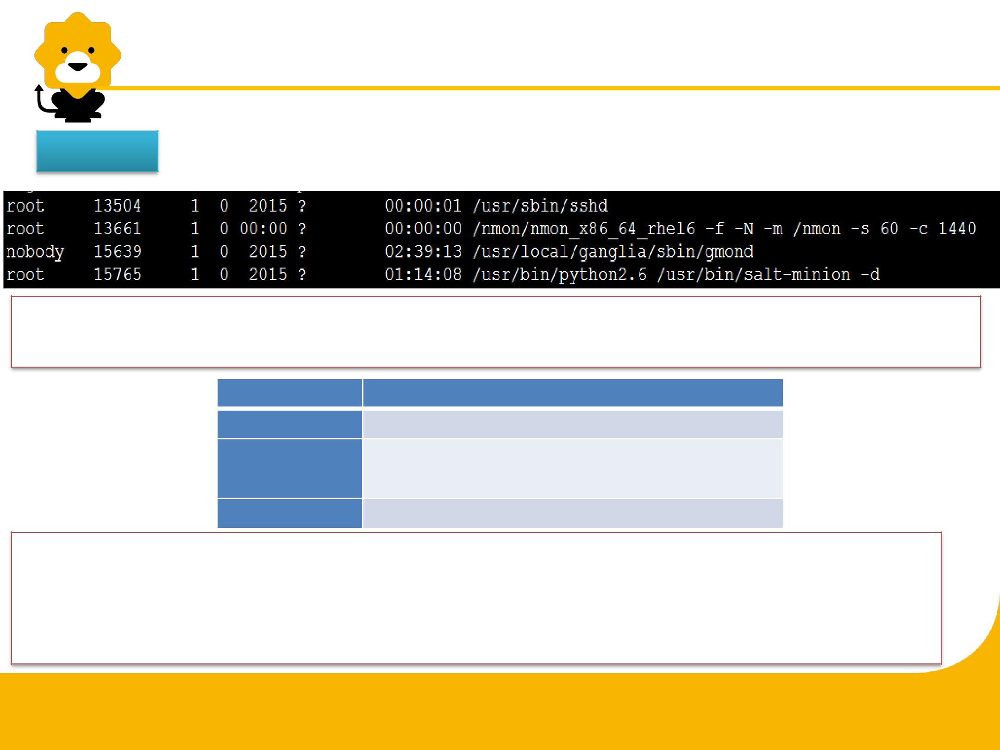 root 13504 1 0 2015 ? 00:00:01 /usr/sbin/sshd
root 13661 1 0 00:00 ? 00:00:00 /nmon/nmon_x86_64_rhel6 -f -N -m /nmon -s 60 -c 1440
nobody 15639 1 0 2015 ? 02:39:13 /usr/local/ganglia/sbin/gmond
root 15765 1 0 2015 ? 01:14:08 /usr/bin/python2.6 /usr/bin/salt-minion -d